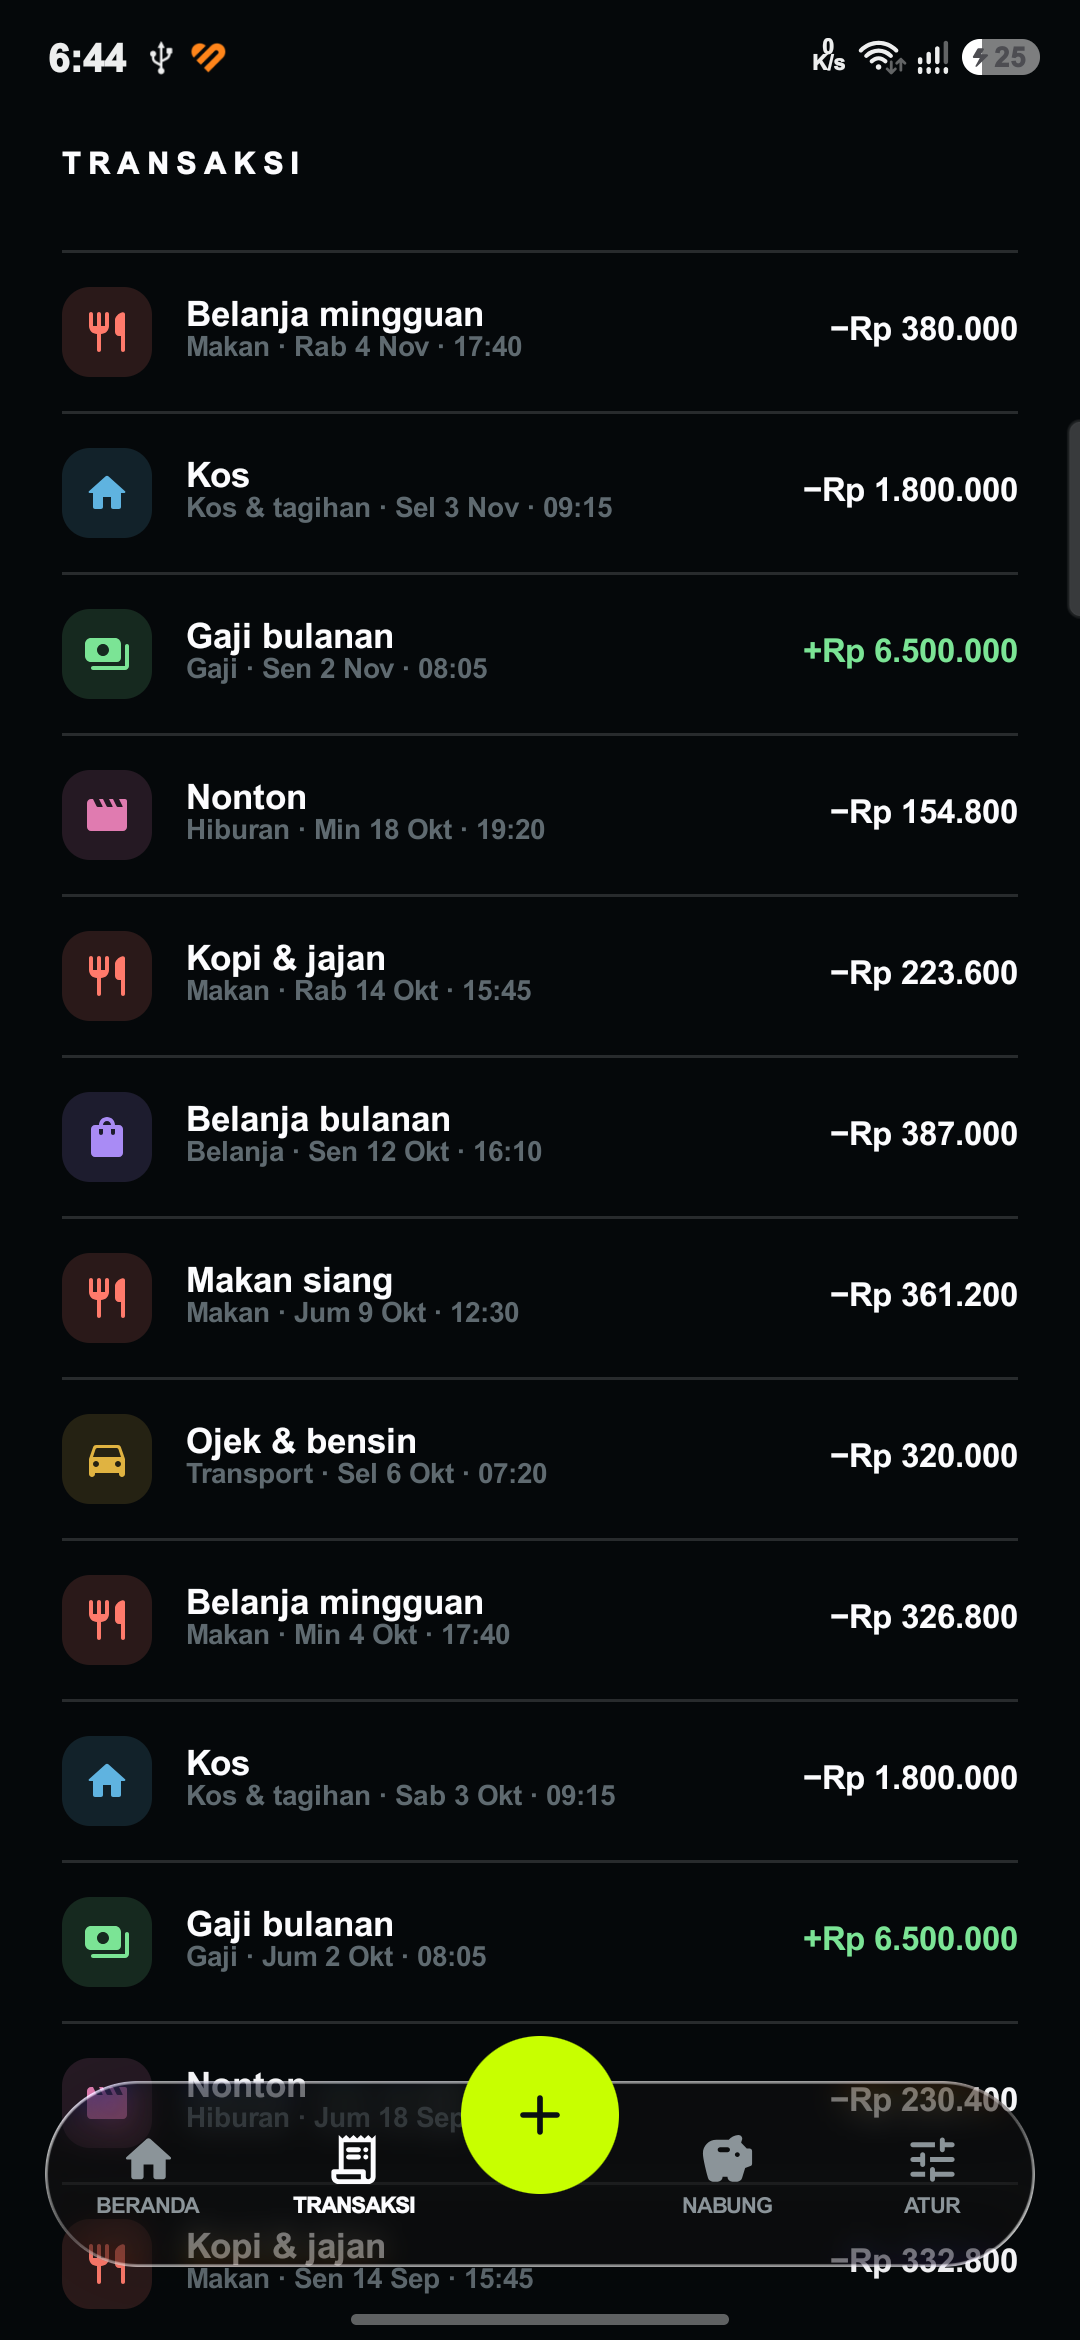 6:44
0
K/s
25
TRANSAKSI
Belanja mingguan
−Rp 380.000
Makan · Rab 4 Nov · 17:40
Kos
−Rp 1.800.000
Kos & tagihan · Sel 3 Nov · 09:15
Gaji bulanan
+Rp 6.500.000
Gaji · Sen 2 Nov · 08:05
Nonton
−Rp 154.800
Hiburan · Min 18 Okt · 19:20
Kopi & jajan
−Rp 223.600
Makan · Rab 14 Okt · 15:45
Belanja bulanan
−Rp 387.000
Belanja · Sen 12 Okt · 16:10
Makan siang
−Rp 361.200
Makan · Jum 9 Okt · 12:30
Ojek & bensin
−Rp 320.000
Transport · Sel 6 Okt · 07:20
Belanja mingguan
−Rp 326.800
Makan · Min 4 Okt · 17:40
Kos
−Rp 1.800.000
Kos & tagihan · Sab 3 Okt · 09:15
Gaji bulanan
+Rp 6.500.000
Gaji · Jum 2 Okt · 08:05
Nonton
−Rp 230.400
Hiburan · Jum 18 Sep
BERANDA
TRANSAKSI
NABUNG
ATUR
Kopi & jajan
−Rp 332.800
Makan · Sen 14 Sep · 15:45